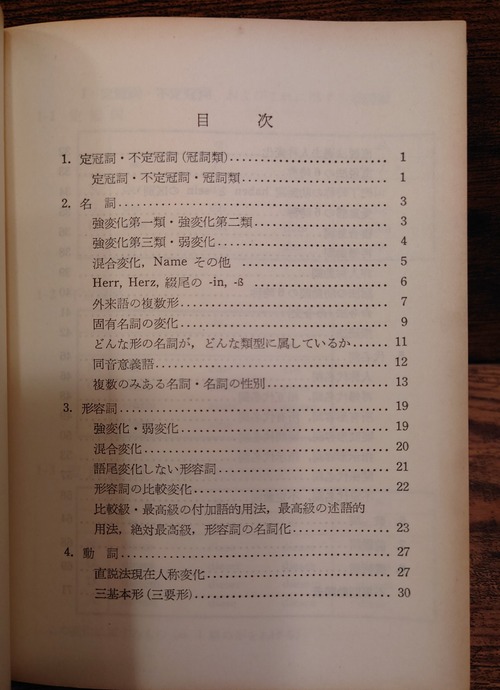 目 次
1. 定冠詞・不定冠詞 (冠詞類) 1
定冠詞・不定冠詞・冠詞類 1
2. 名 詞 3
強変化第一類・強変化第二類 3
強変化第三類・弱変化 4
混合変化, Name その他 5
Herr, Herz, 綴尾の -in, -ß 6
外来語の複数形 7
固有名詞の変化 9
どんな形の名詞が, どんな類型に属しているか 11
同音意義語 12
複数のみある名詞・名詞の性別 13
3. 形容詞 19
強変化・弱変化 19
混合変化 20
語尾変化しない形容詞 21
形容詞の比較変化 22
比較級・最高級の付加語的用法, 最高級の述語的
用法, 絶対最高級, 形容詞の名詞化 23
4. 動 詞 27
直説法現在人称変化 27
三基本形 (三要形) 30